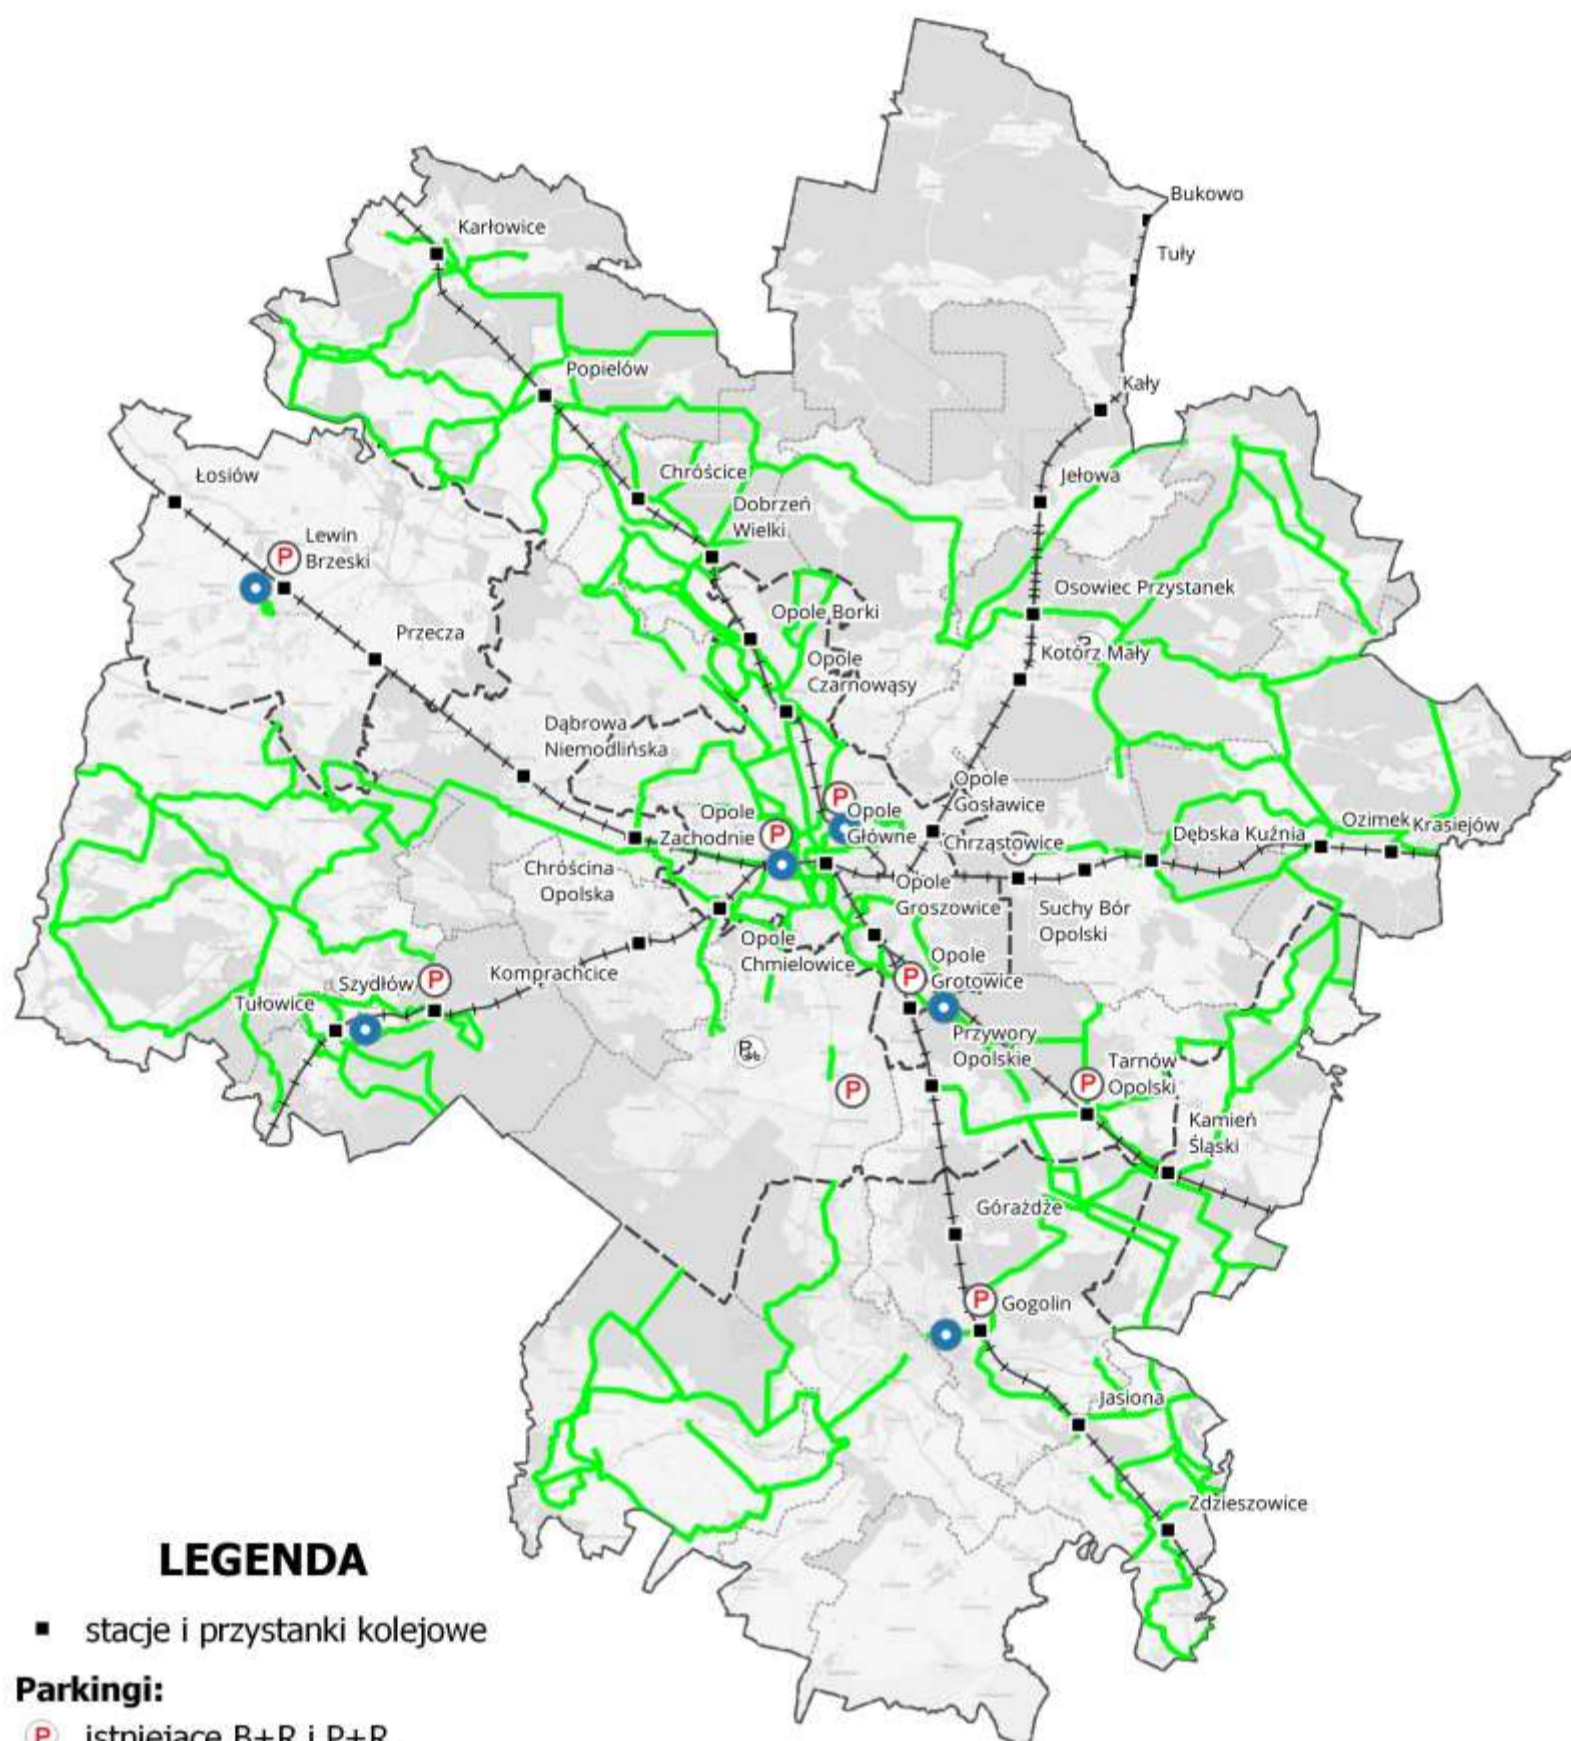 Bukowo
Tuły
Karłowice
Kały
Popielów
Jełowa
Łosiów
Chróścice
Dobrzeń
Wielki
P
Lewin
Brzeski
Osowiec Przystanek
Opole Borki
Przecza
Kotórz Mały
Opole
Czarnowąsy
Dąbrowa
Niemodlińska
Opole
Gosławice
P
Opole
Główne
Opole
Zachodnie
P
Chrząstowice
Dębska Kuźnia
Ozimek
Krasiejów
Chróścina
Opolska
Opole
Groszowice
Suchy Bór
Opolski
Opole
Chmielowice
Opole
Grotowice
P
Komprachcice
Szydłów
P
Tułowice
Przywory
Opolskie
P
Tarnów
Opolski
P
P
Kamień
Śląski
Górażdże
P
Gogolin
Jasiona
Zdzieszowice
LEGENDA
stacje i przystanki kolejowe
Parkingi:
P istniejące B+R i P+R